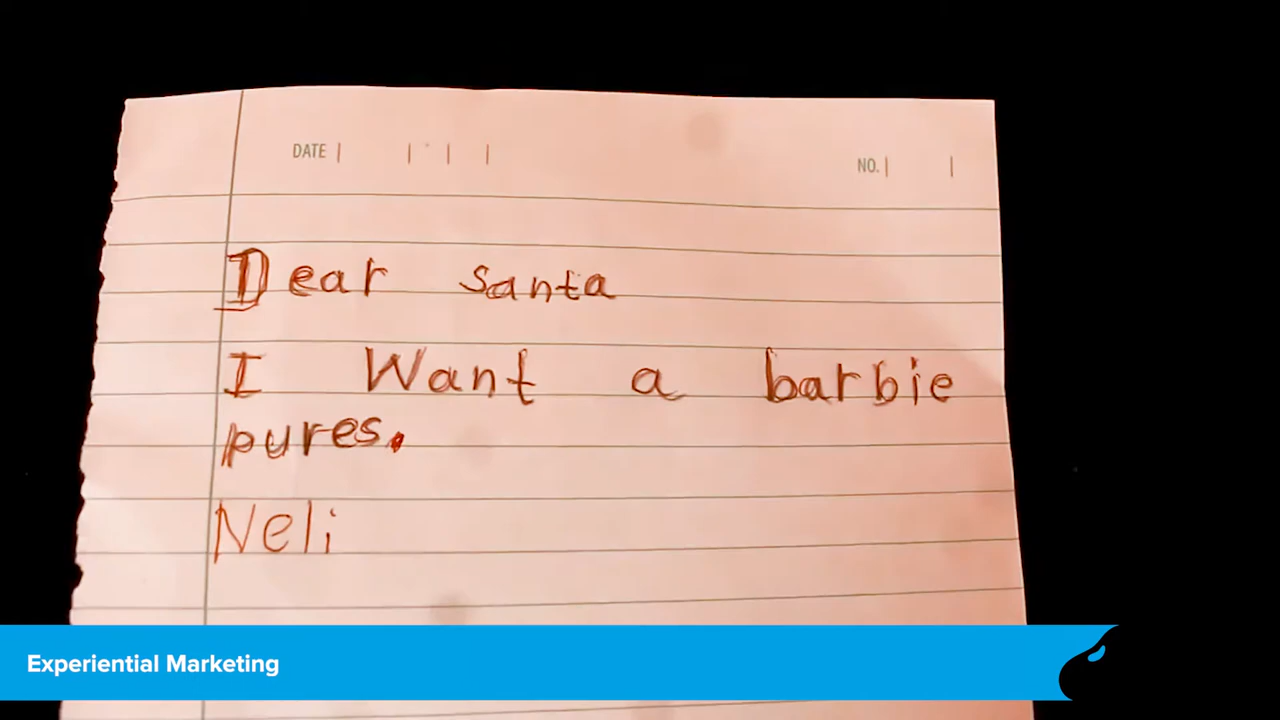 DATE
NO.
Dear Santa
I Want a barbie
pures.
Neli
Experiential Marketing